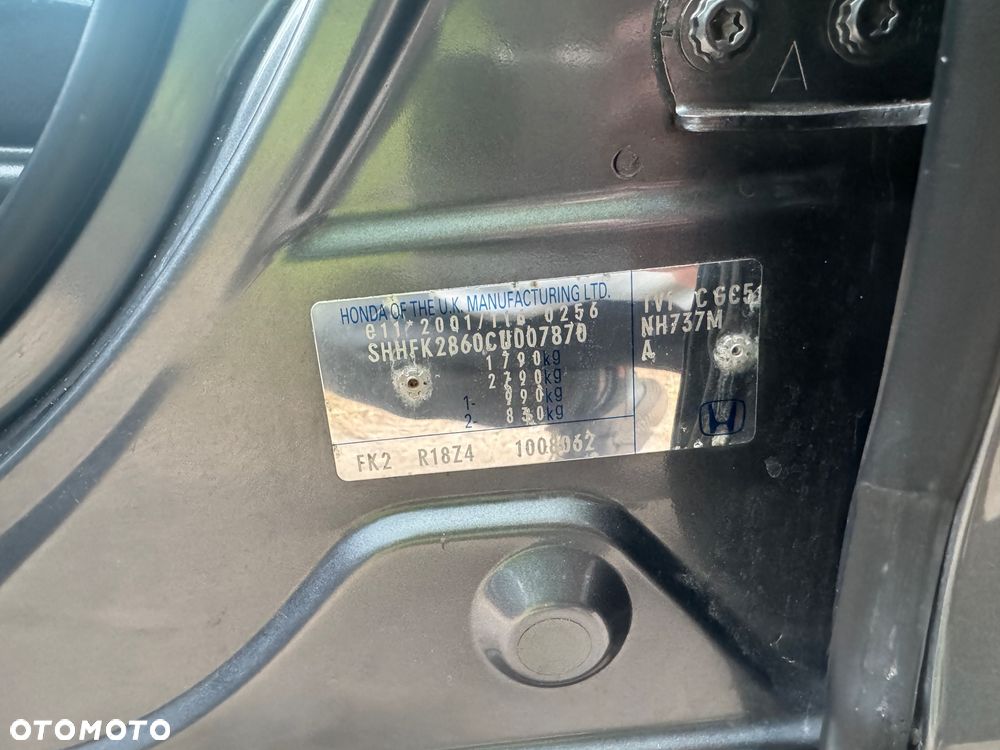 A
HONDA OF THE U.K. MANUFACTURING LTD.
e11*2001/116*0256
SHHFK2860CU007870
1790kg
2790kg
1- 990kg
2- 830kg
FK2 R18Z4 1008062
NH737M
A
OTOMOTO